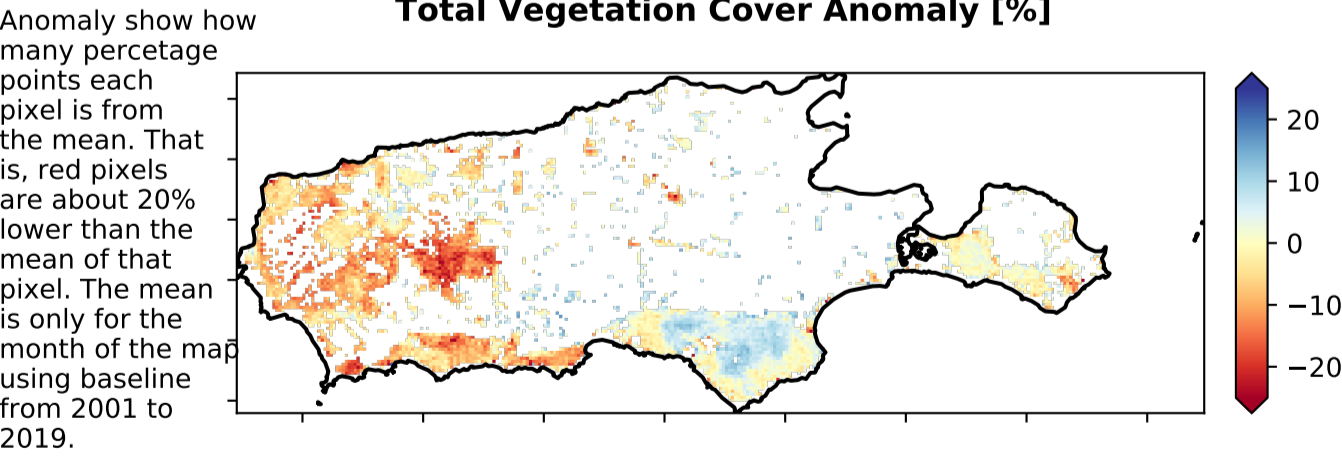 Total Vegetation Cover Anomaly [%]
Anomaly show how
many percetage
points each
pixel is from
the mean. That
is, red pixels
are about 20%
lower than the
mean of that
pixel. The mean
is only for the
month of the map
using baseline
from 2001 to
2019.
20
10
0
−10
−20